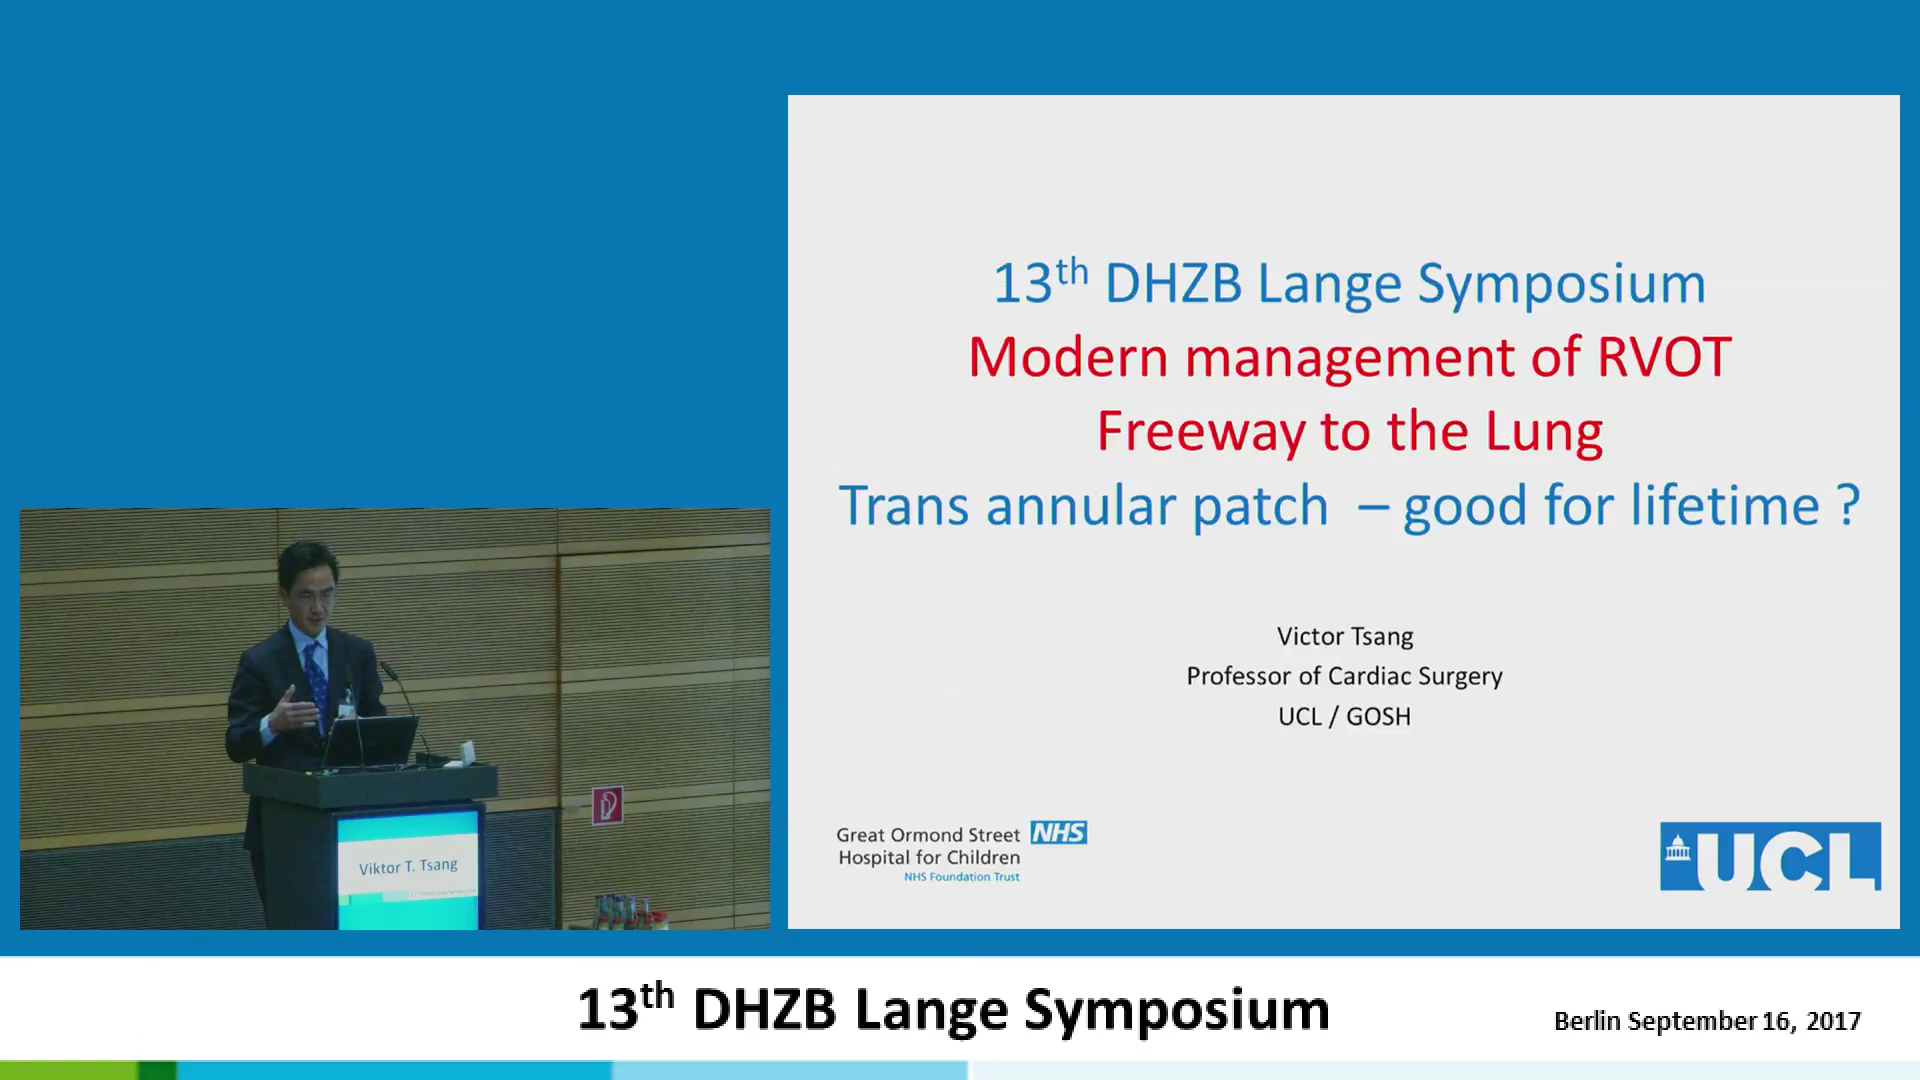 13th DHZB Lange Symposium
Modern management of RVOT
Freeway to the Lung
Trans annular patch – good for lifetime ?
Victor Tsang
Professor of Cardiac Surgery
UCL / GOSH
Great Ormond Street NHS
Hospital for Children
NHS Foundation Trust
UCL
Viktor T. Tsang
13th DHZB Lange Symposium
Berlin September 16, 2017